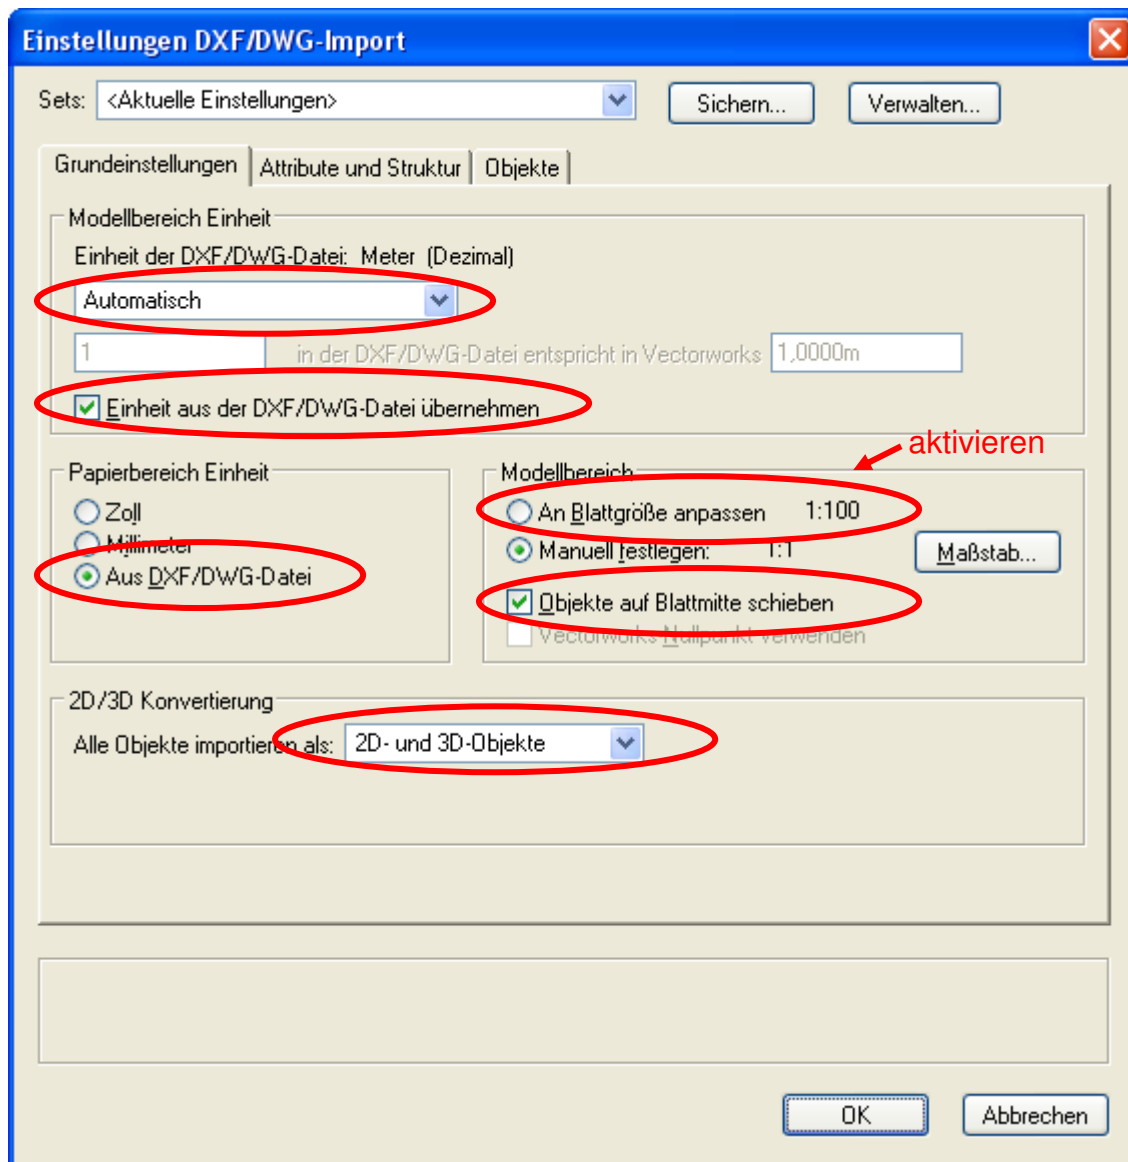 Einstellungen DXF/DWG-Import
Sets: <Aktuelle Einstellungen> Sichern... Verwalten...
Grundeinstellungen Attribute und Struktur Objekte
Modellbereich Einheit
Einheit der DXF/DWG-Datei: Meter (Dezimal)
Automatisch
1 in der DXF/DWG-Datei entspricht in Vectorworks 1,0000m
Einheit aus der DXF/DWG-Datei übernehmen
aktivieren
Papierbereich Einheit
Zoll
Millimeter
Aus DXF/DWG-Datei
Modellbereich
An Blattgröße anpassen 1:100
Manuell festlegen: 1:1 Maßstab...
Objekte auf Blattmitte schieben
Vectorworks Nullpunkt verwenden
2D/3D Konvertierung
Alle Objekte importieren als: 2D- und 3D-Objekte
OK Abbrechen